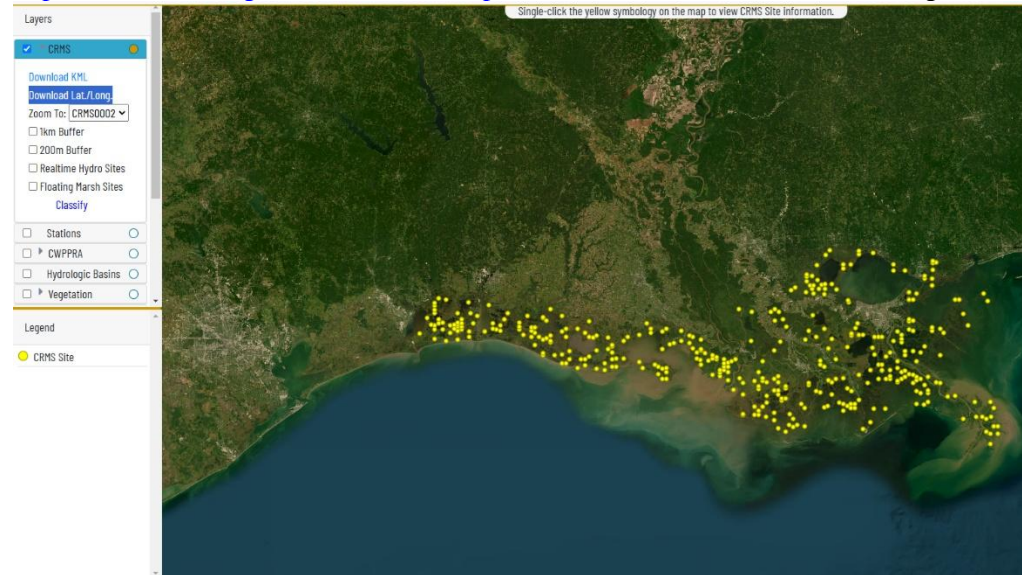 Single-click the yellow symbology on the map to view CRMS Site information.
Layers
CRMS
Download KML
Download Lat./Long.
Zoom To: CRMS0002
1km Buffer
200m Buffer
Realtime Hydro Sites
Floating Marsh Sites
Classify
Stations
CWPPRA
Hydrologic Basins
Vegetation
Legend
CRMS Site